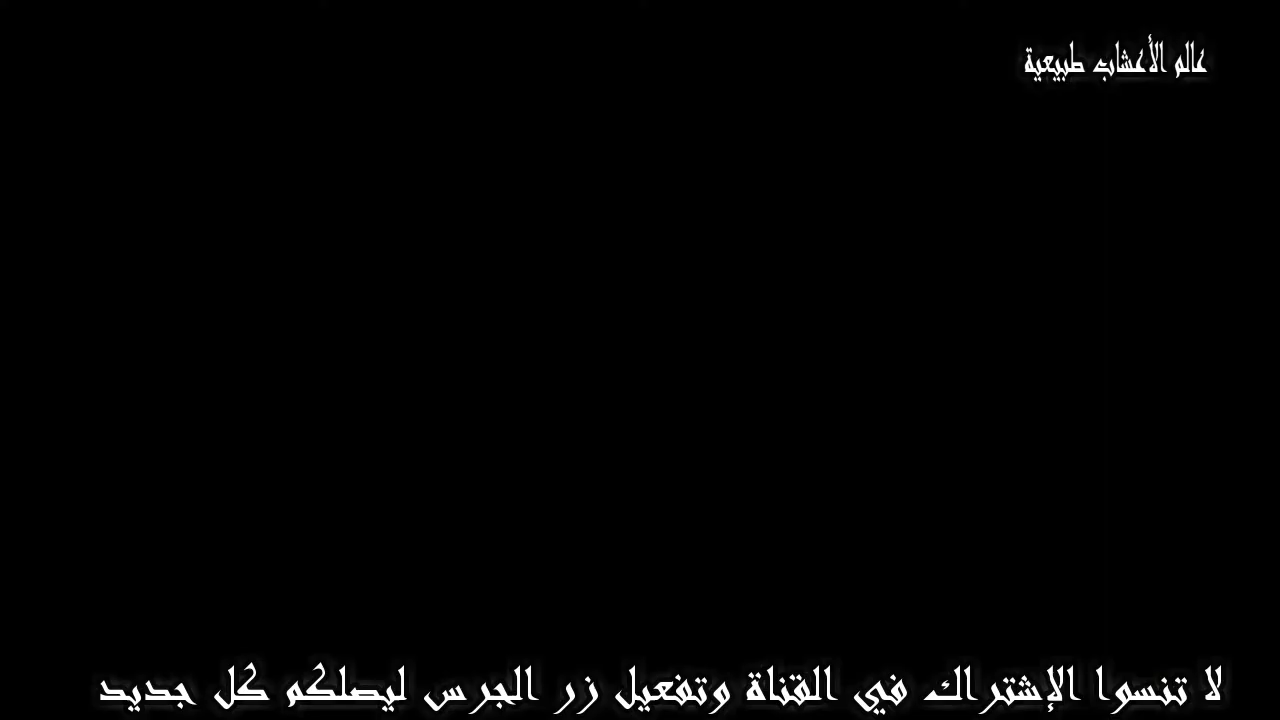 عالم الأعشاب طبيعية
لا تنسوا الإشتراك في القناة وتفعيل زر الجرس ليصلكم كل جديد